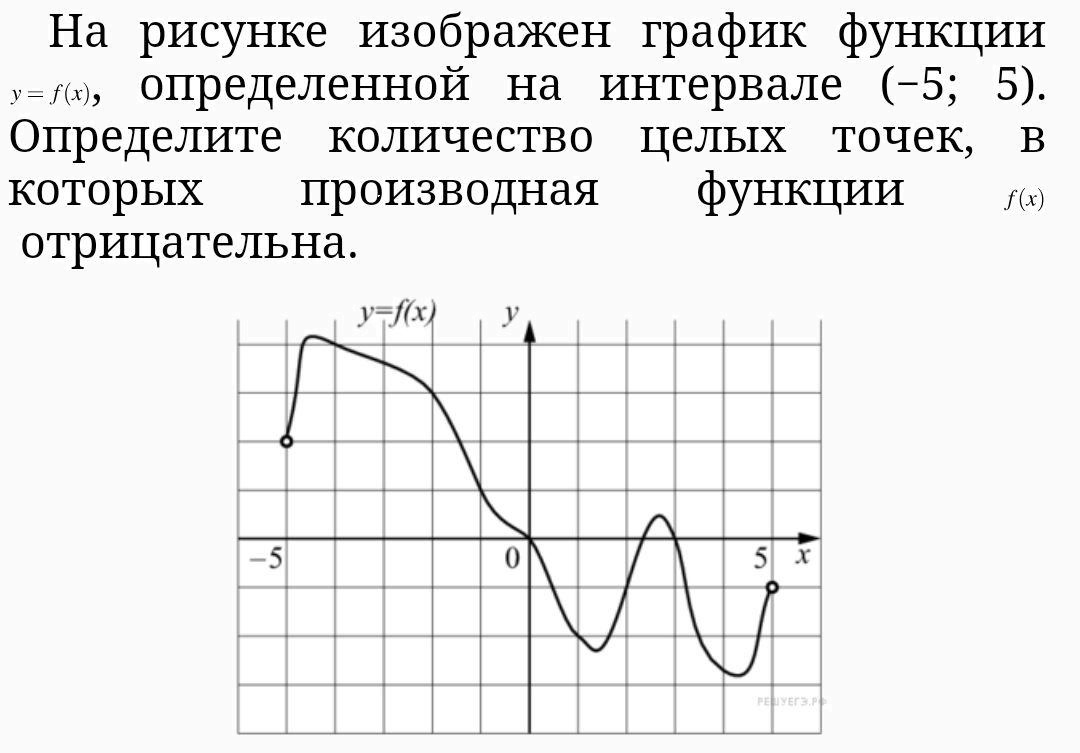 На рисунке изображен график функции
y = f(x), определенной на интервале (−5; 5).
Определите количество целых точек, в
которых производная функции f(x)
отрицательна.
y=f(x) y
−5 0 5 x
РЕШУЕГЭ.РФ